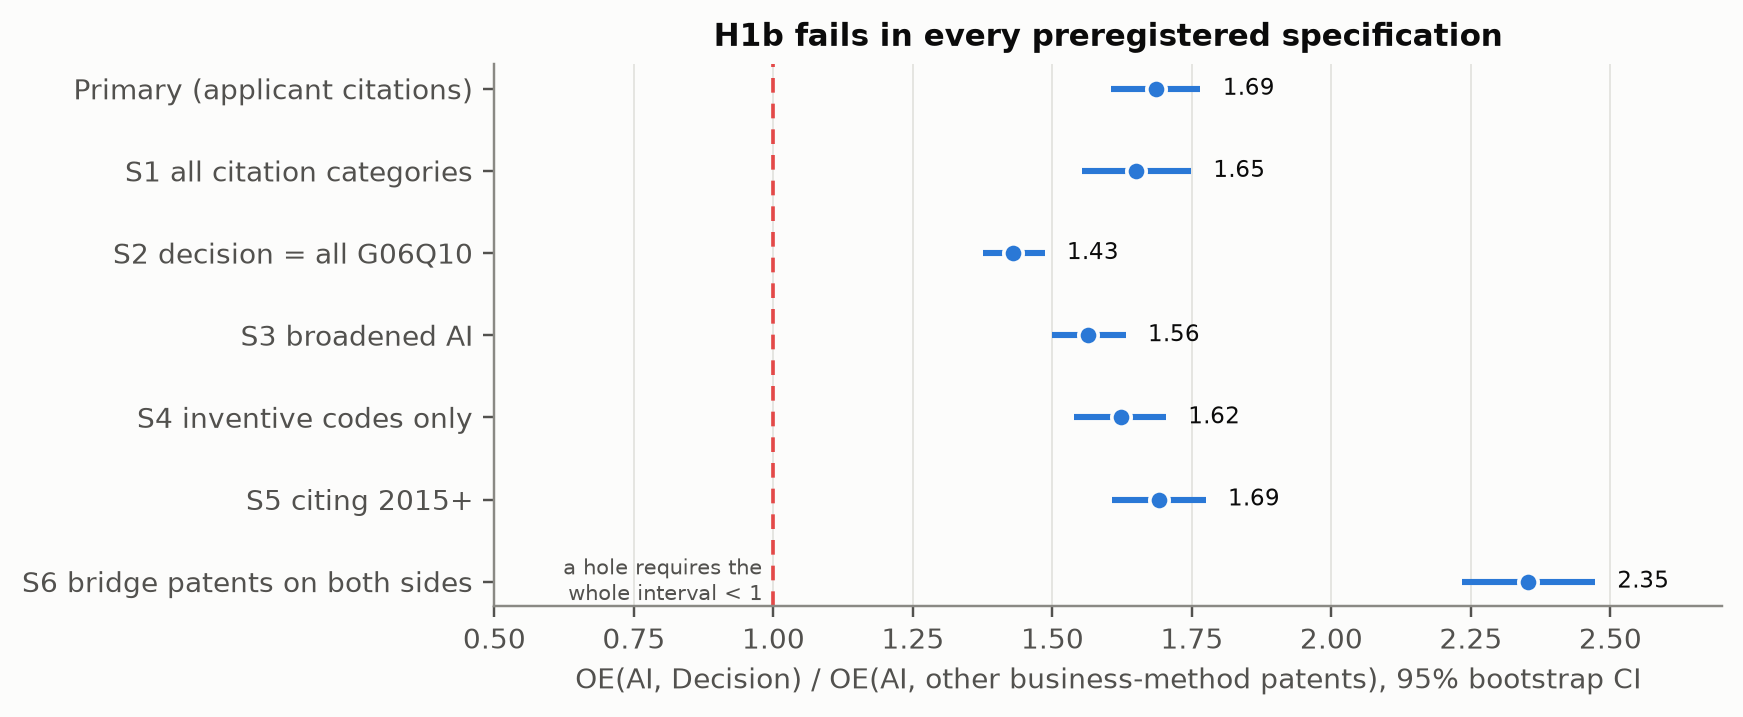 H1b fails in every preregistered specification
Primary (applicant citations)
1.69
S1 all citation categories
1.65
S2 decision = all G06Q10
1.43
S3 broadened AI
1.56
S4 inventive codes only
1.62
S5 citing 2015+
1.69
S6 bridge patents on both sides
a hole requires the
whole interval < 1
2.35
0.50 0.75 1.00 1.25 1.50 1.75 2.00 2.25 2.50
OE(AI, Decision) / OE(AI, other business-method patents), 95% bootstrap CI